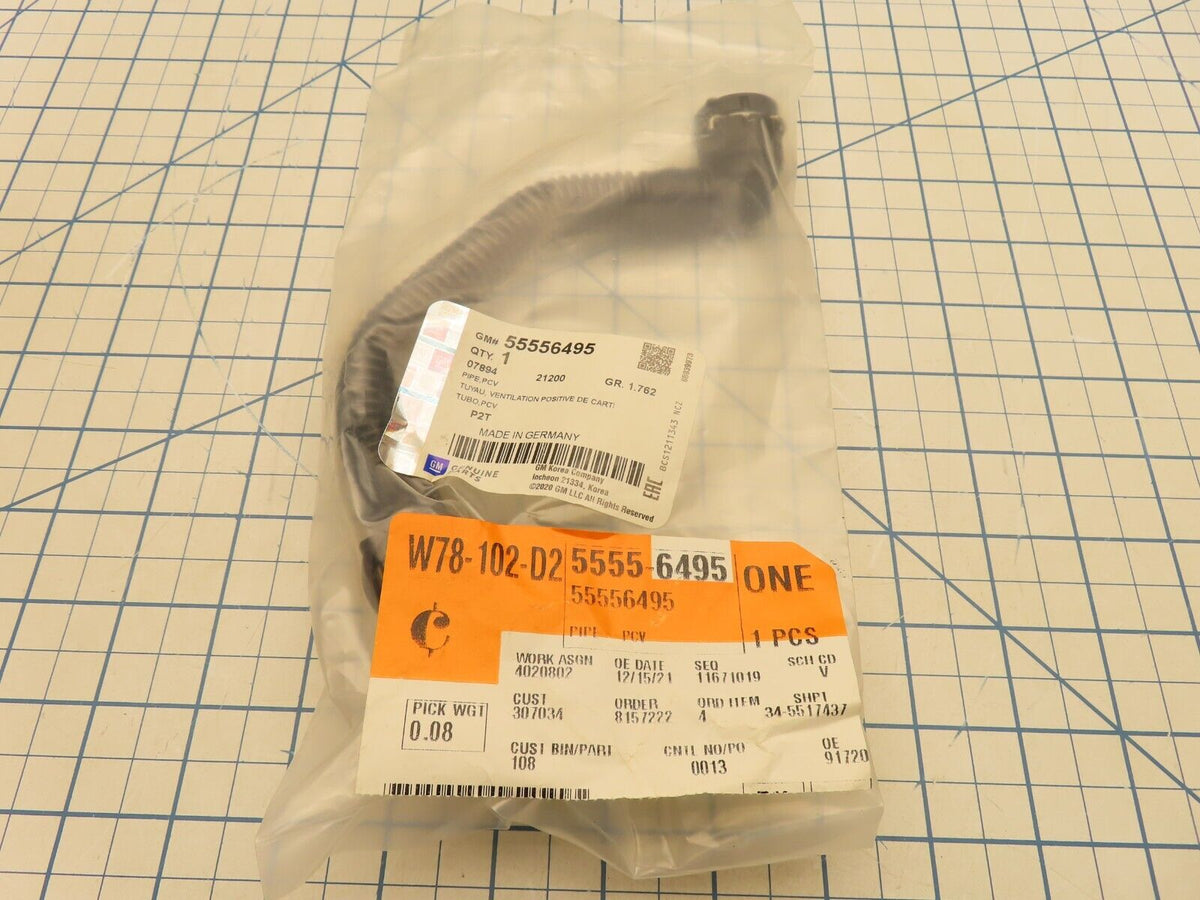 GM# 55556495
QTY. 1
07894 21200 GR. 1.762
PIPE,PCV
TUYAU, VENTILATION POSITIVE DE CART
TUBO,PCV
P2T
MADE IN GERMANY
GM GENUINE PARTS
GM Korea Company
Incheon 21334, Korea
©2020 GM LLC All Rights Reserved
EAC
BCS1211343 NC2
W78-102-D2 5555-6495 ONE
55556495
PIPE PCV 1 PCS
WORK ASGN OE DATE SEQ SCH CD
4020802 12/15/21 11671019 V
CUST ORDER ORD ITEM SHPT
307034 8157222 4 34-5517437
PICK WGT
0.08
CUST BIN/PART CNTL NO/PO OE
108 0013 91720